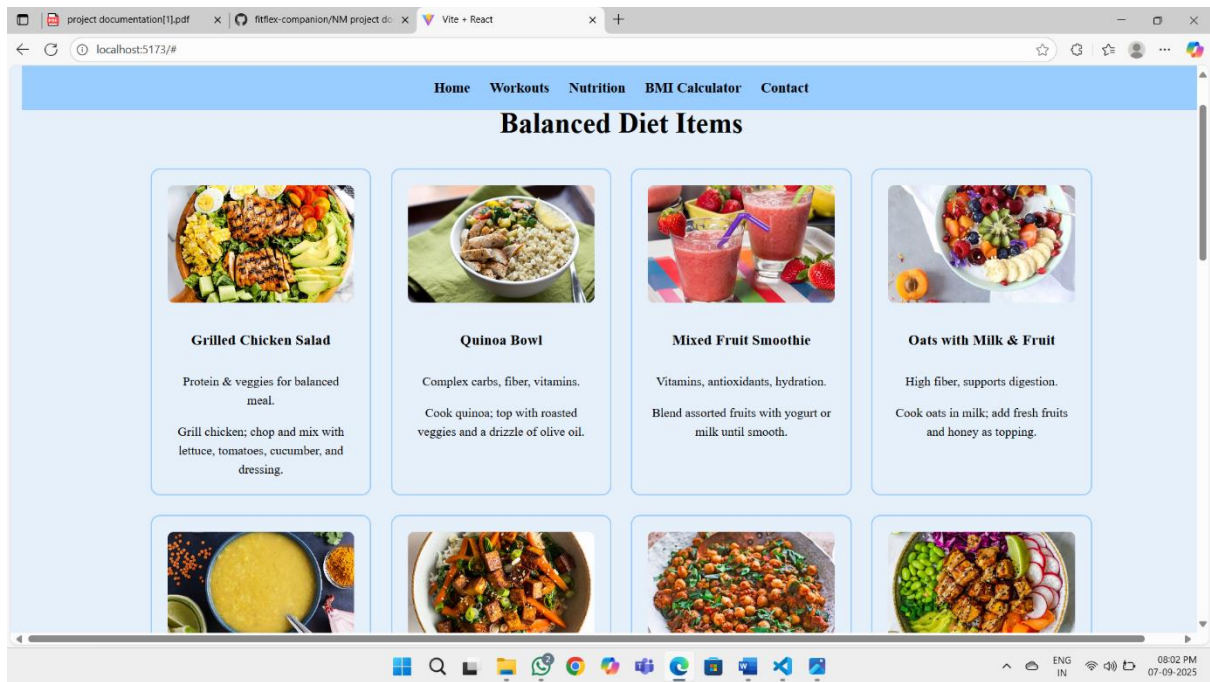 project documentation[1].pdf
fitflex-companion/NM project do
Vite + React
localhost:5173/#
Home Workouts Nutrition BMI Calculator Contact
Balanced Diet Items
Grilled Chicken Salad
Protein & veggies for balanced
meal.
Grill chicken; chop and mix with
lettuce, tomatoes, cucumber, and
dressing.
Quinoa Bowl
Complex carbs, fiber, vitamins.
Cook quinoa; top with roasted
veggies and a drizzle of olive oil.
Mixed Fruit Smoothie
Vitamins, antioxidants, hydration.
Blend assorted fruits with yogurt or
milk until smooth.
Oats with Milk & Fruit
High fiber, supports digestion.
Cook oats in milk; add fresh fruits
and honey as topping.
ENG
IN
08:02 PM
07-09-2025